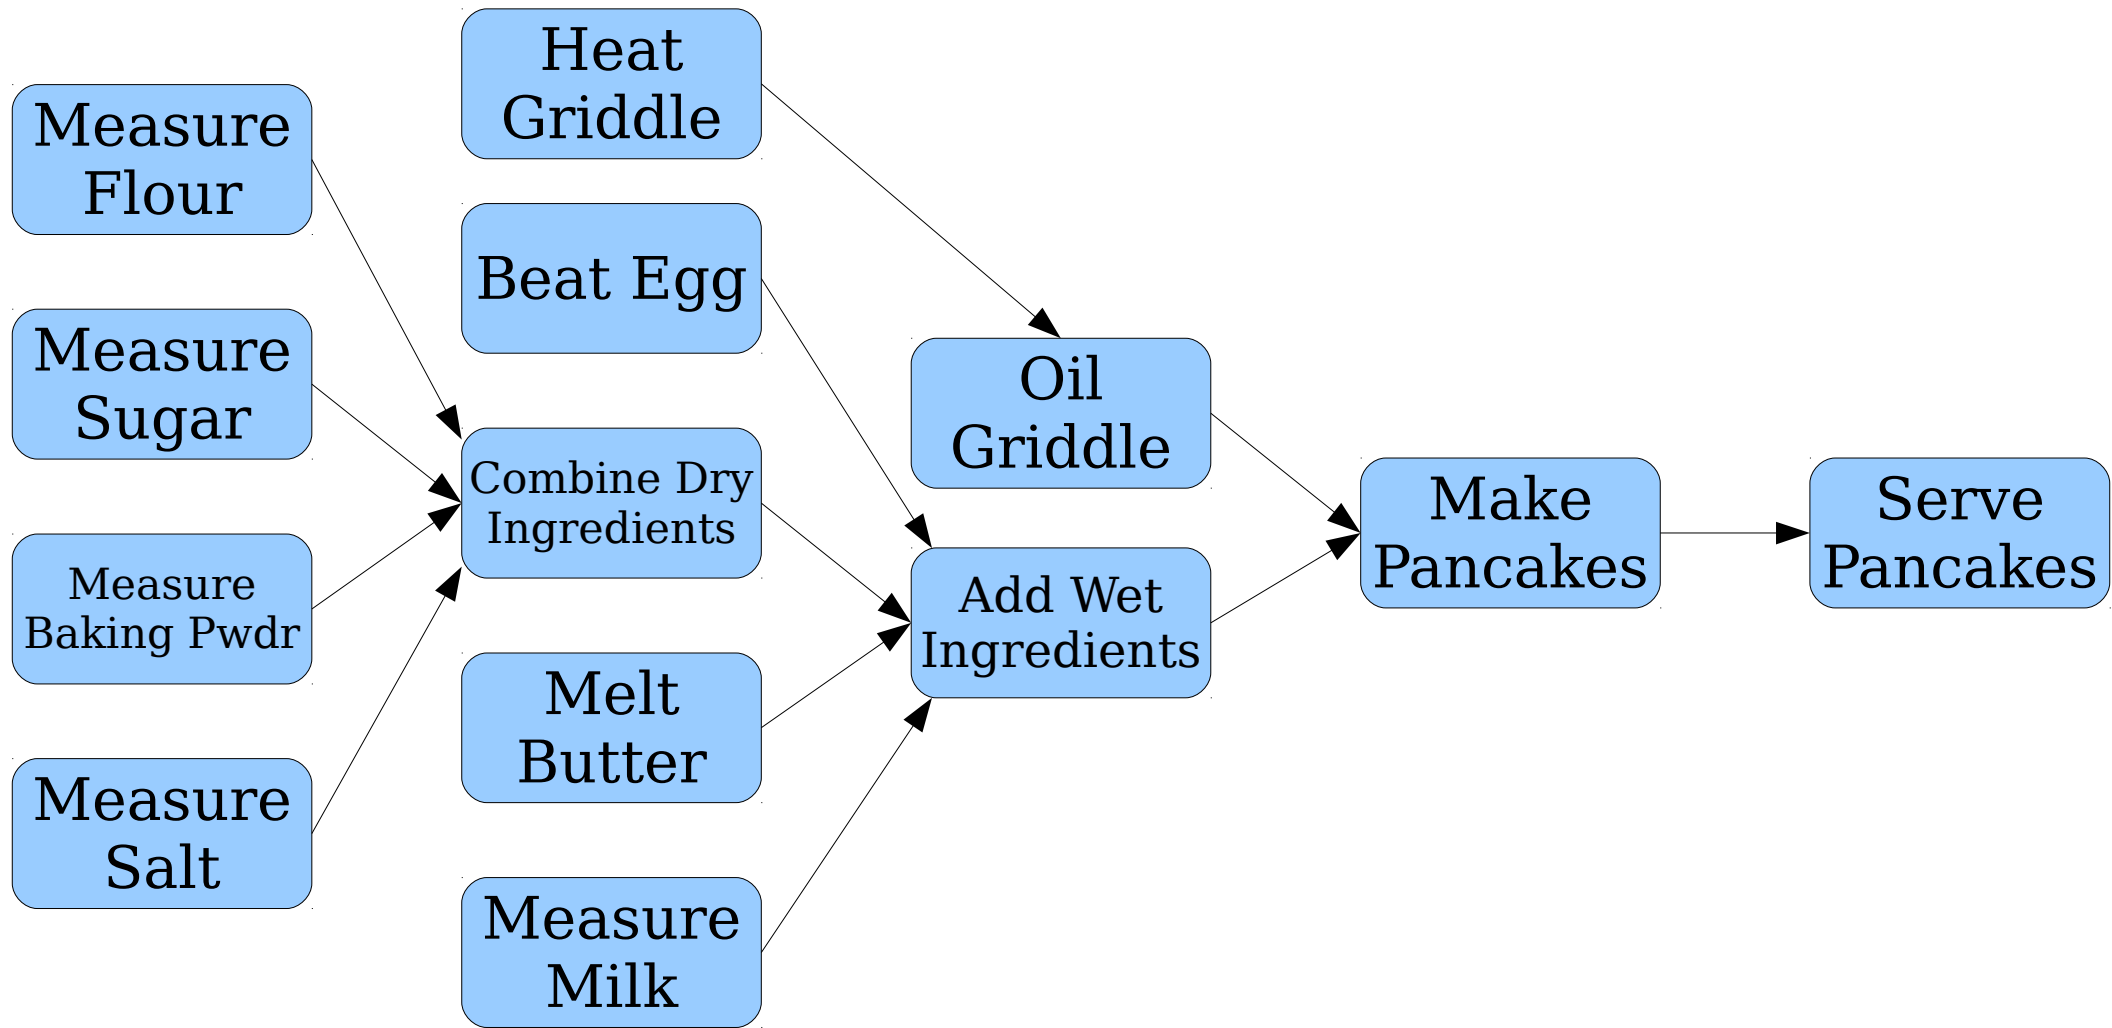 Measure
Flour
Measure
Sugar
Measure
Baking Pwdr
Measure
Salt
Heat
Griddle
Beat Egg
Combine Dry
Ingredients
Melt
Butter
Measure
Milk
Oil
Griddle
Add Wet
Ingredients
Make
Pancakes
Serve
Pancakes